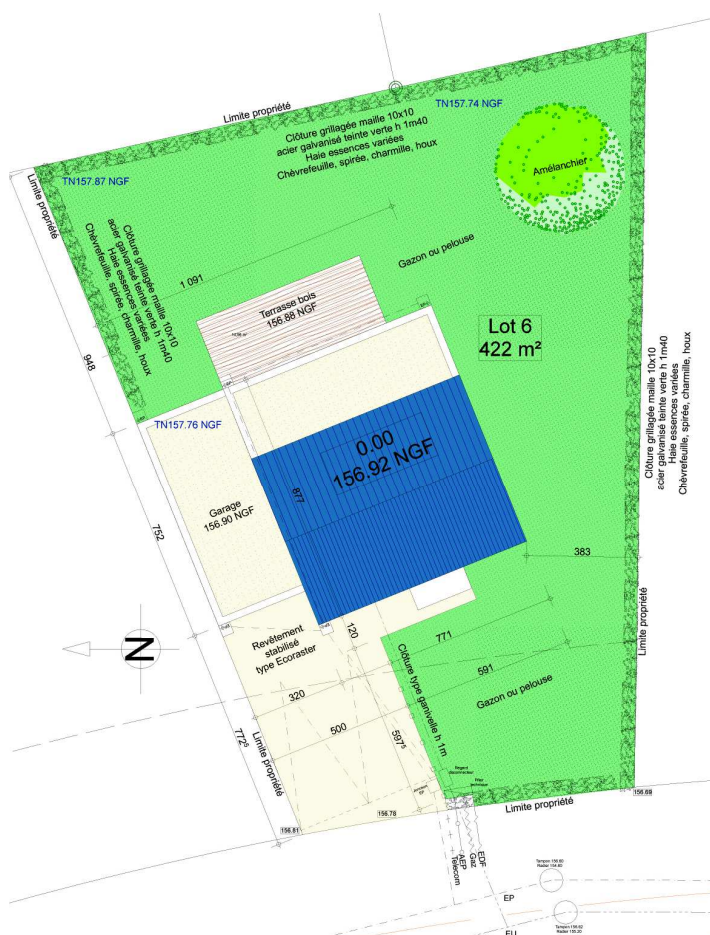 Limite propriété
TN157.74 NGF
Clôture grillagée maille 10x10
acier galvanisé teinte verte h 1m40
Haie essences variées
Chèvrefeuille, spirée, charmille, houx
Amélanchier
TN157.87 NGF
Limite propriété
Clôture grillagée maille 10x10
acier galvanisé teinte verte h 1m40
Haie essences variées
Chèvrefeuille, spirée, charmille, houx
1 091
Gazon ou pelouse
Terrasse bois
156.88 NGF
Lot 6
422 m²
948
TN157.76 NGF
0.00
156.92 NGF
877
Garage
156.90 NGF
Clôture grillagée maille 10x10
acier galvanisé teinte verte h 1m40
Haie essences variées
Chèvrefeuille, spirée, charmille, houx
752
383
N
Revêtement
stabilisé
type Ecoraster
120
771
591
Clôture type ganivelle h 1m
Gazon ou pelouse
Limite propriété
320
500
597⁵
772⁹
Limite propriété
Regard
Pilier
technique
EP
156.81
156.78
Limite propriété
156.69
Telecom
AEP
Gaz
EDF
EP
EU